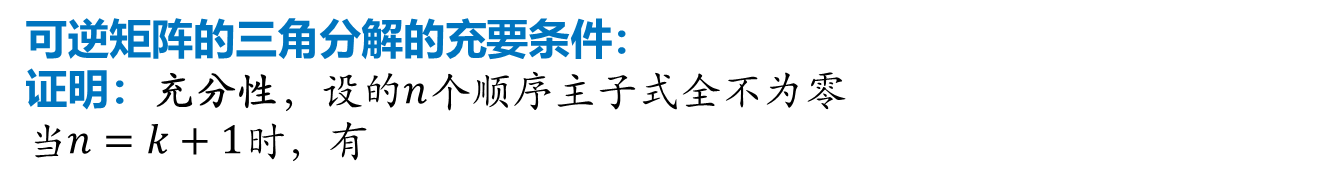 可逆矩阵的三角分解的充要条件：
证明：充分性，设的n个顺序主子式全不为零
当n = k + 1时，有